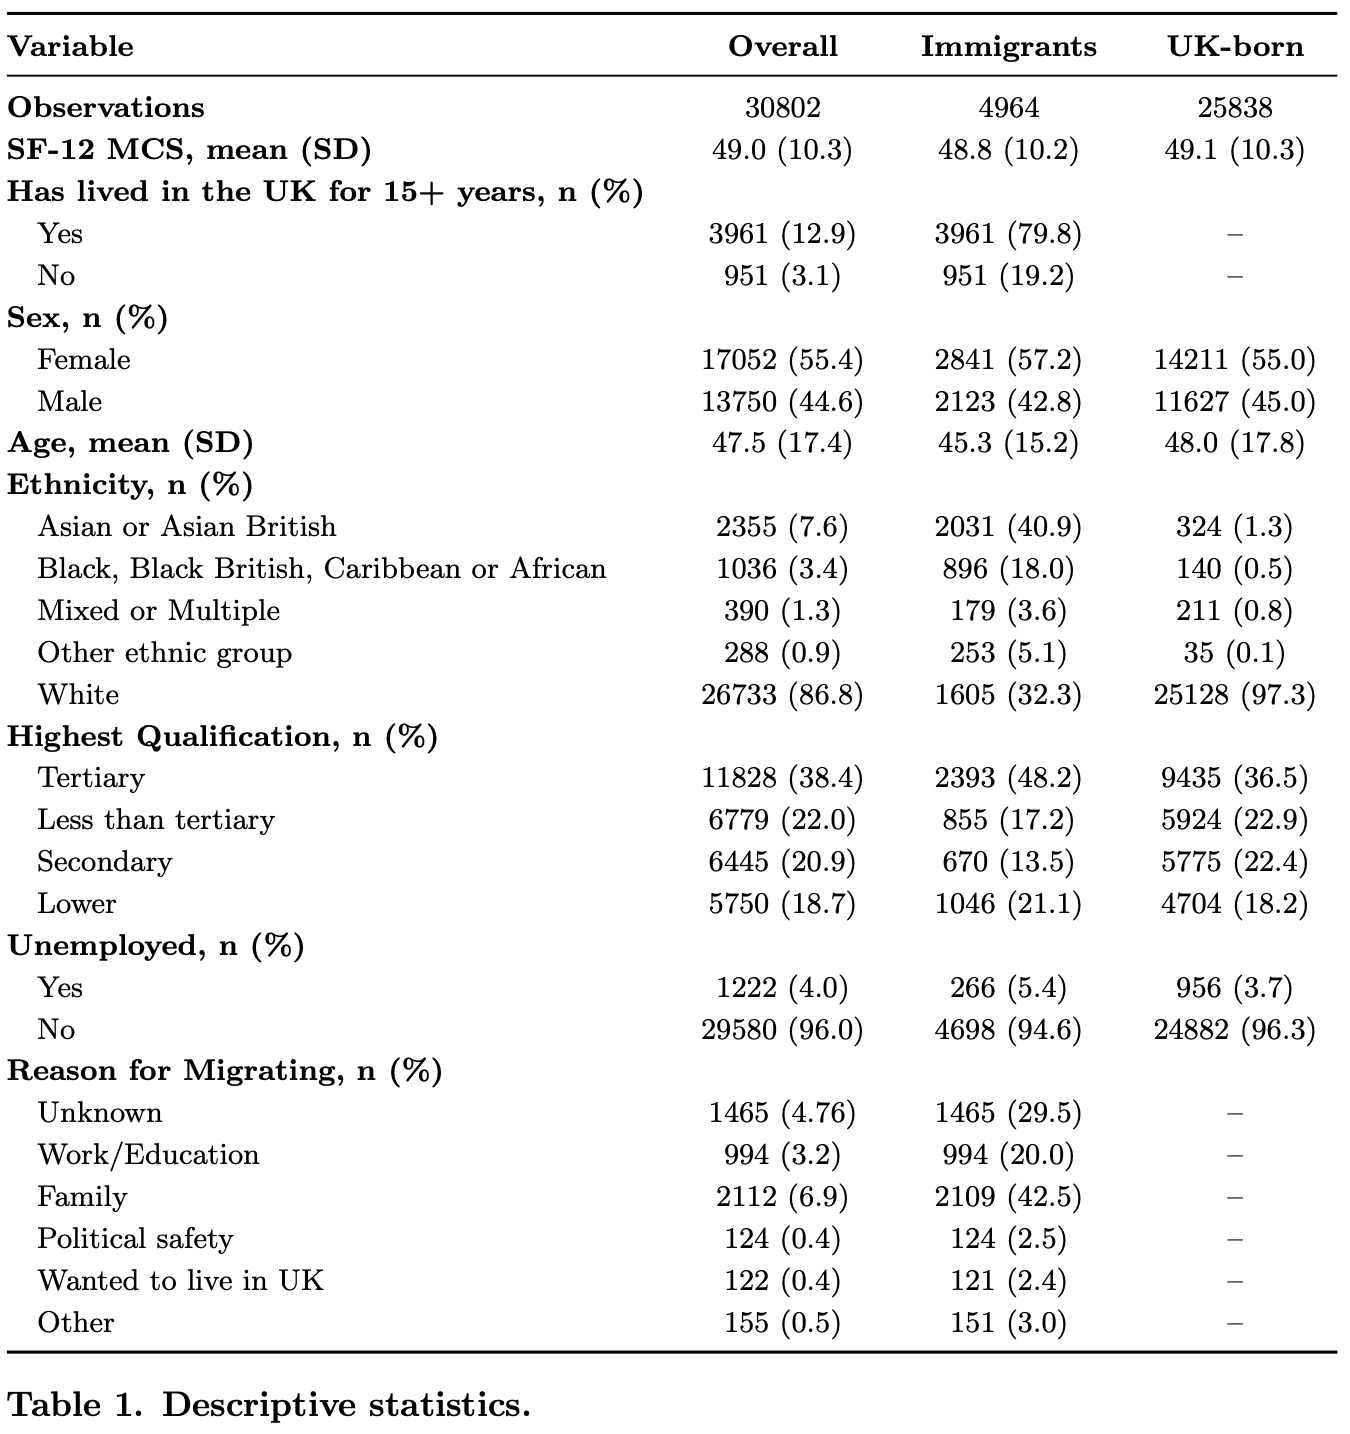 Variable Overall Immigrants UK-born
Observations 30802 4964 25838
SF-12 MCS, mean (SD) 49.0 (10.3) 48.8 (10.2) 49.1 (10.3)
Has lived in the UK for 15+ years, n (%)
Yes 3961 (12.9) 3961 (79.8) –
No 951 (3.1) 951 (19.2) –
Sex, n (%)
Female 17052 (55.4) 2841 (57.2) 14211 (55.0)
Male 13750 (44.6) 2123 (42.8) 11627 (45.0)
Age, mean (SD) 47.5 (17.4) 45.3 (15.2) 48.0 (17.8)
Ethnicity, n (%)
Asian or Asian British 2355 (7.6) 2031 (40.9) 324 (1.3)
Black, Black British, Caribbean or African 1036 (3.4) 896 (18.0) 140 (0.5)
Mixed or Multiple 390 (1.3) 179 (3.6) 211 (0.8)
Other ethnic group 288 (0.9) 253 (5.1) 35 (0.1)
White 26733 (86.8) 1605 (32.3) 25128 (97.3)
Highest Qualification, n (%)
Tertiary 11828 (38.4) 2393 (48.2) 9435 (36.5)
Less than tertiary 6779 (22.0) 855 (17.2) 5924 (22.9)
Secondary 6445 (20.9) 670 (13.5) 5775 (22.4)
Lower 5750 (18.7) 1046 (21.1) 4704 (18.2)
Unemployed, n (%)
Yes 1222 (4.0) 266 (5.4) 956 (3.7)
No 29580 (96.0) 4698 (94.6) 24882 (96.3)
Reason for Migrating, n (%)
Unknown 1465 (4.76) 1465 (29.5) –
Work/Education 994 (3.2) 994 (20.0) –
Family 2112 (6.9) 2109 (42.5) –
Political safety 124 (0.4) 124 (2.5) –
Wanted to live in UK 122 (0.4) 121 (2.4) –
Other 155 (0.5) 151 (3.0) –
Table 1. Descriptive statistics.